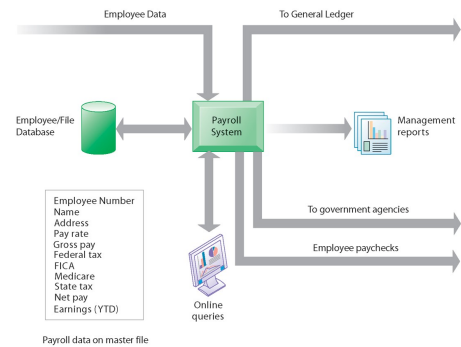 Employee Data
To General Ledger
Employee/File
Database
Payroll
System
Management
reports
Employee Number
Name
Address
Pay rate
Gross pay
Federal tax
FICA
Medicare
State tax
Net pay
Earnings (YTD)
To government agencies
Employee paychecks
Online
queries
Payroll data on master file